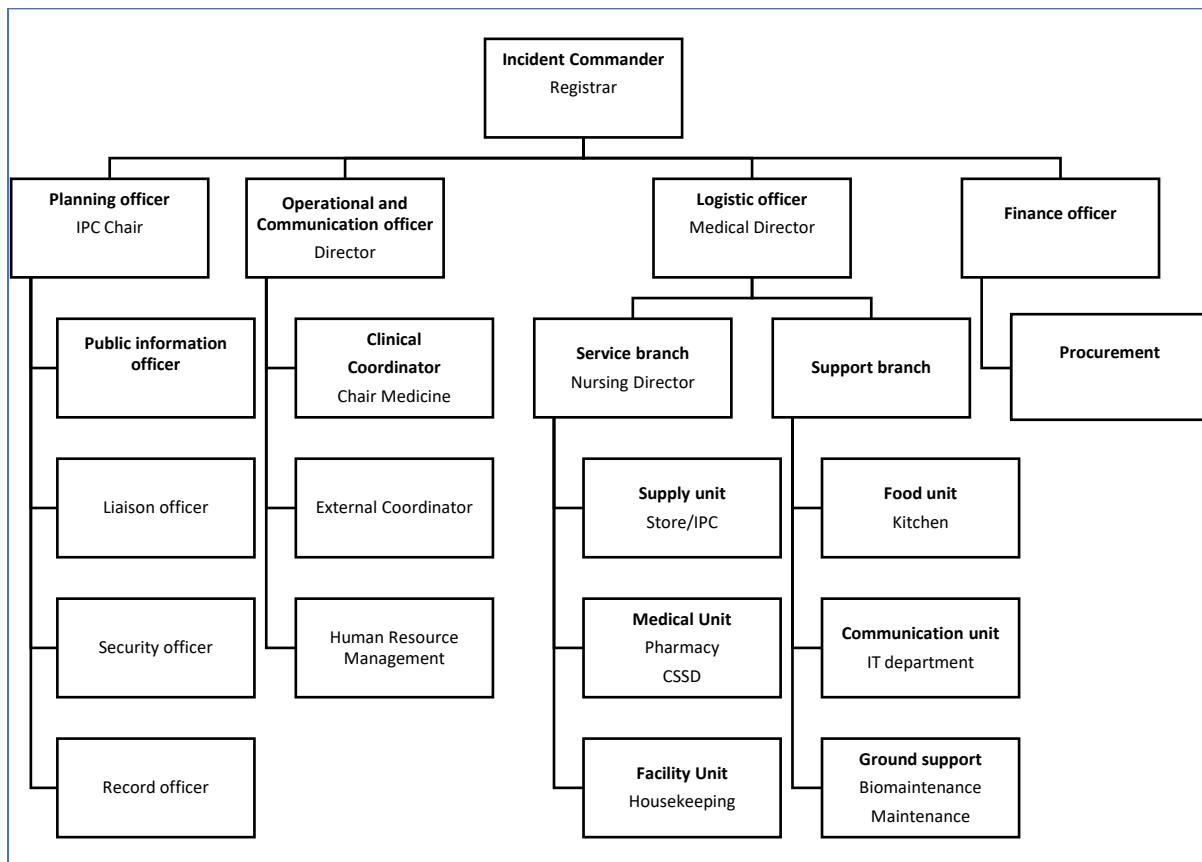 Incident Commander
Registrar
Planning officer
IPC Chair
Operational and
Communication officer
Director
Logistic officer
Medical Director
Finance officer
Public information
officer
Clinical
Coordinator
Chair Medicine
Service branch
Nursing Director
Support branch
Procurement
Liaison officer
External Coordinator
Supply unit
Store/IPC
Food unit
Kitchen
Security officer
Human Resource
Management
Medical Unit
Pharmacy
CSSD
Communication unit
IT department
Record officer
Facility Unit
Housekeeping
Ground support
Biomaintenance
Maintenance